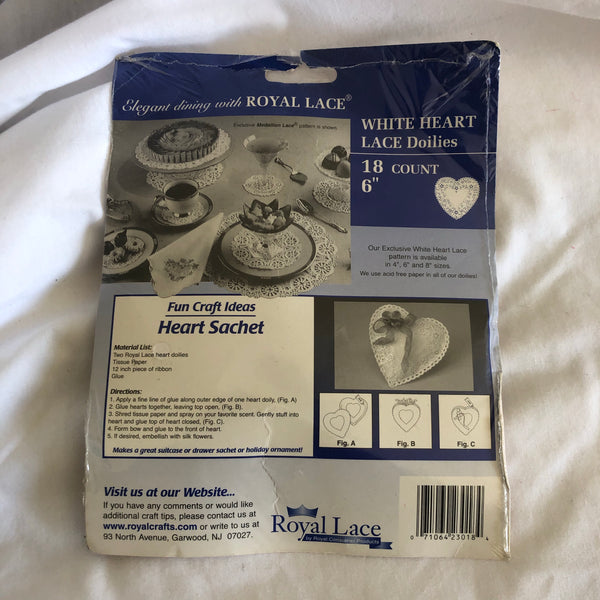 Elegant dining with ROYAL LACE®
Exclusive Medallion Lace® pattern is shown
WHITE HEART
LACE Doilies
18 COUNT
6"
Our Exclusive White Heart Lace
pattern is available
in 4", 6" and 8" sizes.
We use acid free paper in all of our doilies!
Fun Craft Ideas
Heart Sachet
Material List:
Two Royal Lace heart doilies
Tissue Paper
12 inch piece of ribbon
Glue
Directions:
1. Apply a fine line of glue along outer edge of one heart doily, (Fig. A)
2. Glue hearts together, leaving top open, (Fig. B).
3. Shred tissue paper and spray on your favorite scent. Gently stuff into
heart and glue top of heart closed, (Fig. C).
4. Form bow and glue to the front of heart.
5. If desired, embellish with silk flowers.
Makes a great suitcase or drawer sachet or holiday ornament!
Fig. A
Fig. B
Fig. C
Visit us at our Website...
If you have any comments or would like
additional craft tips, please contact us at
www.royalcrafts.com or write to us at
93 North Avenue, Garwood, NJ 07027.
Royal Lace
by Royal Consumer Products
0 71064 23018 4